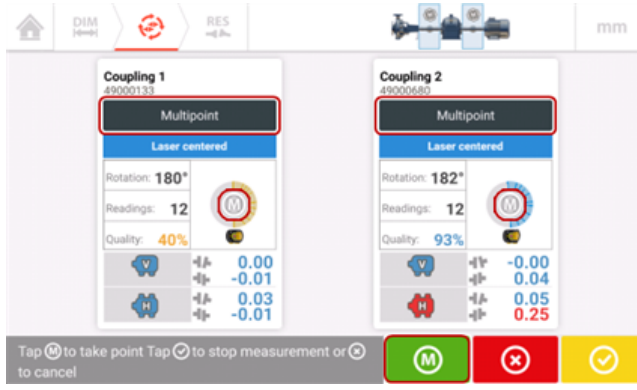 DIM
RES
mm
Coupling 1
49000133
Multipoint
Laser centered
Rotation: 180°
Readings: 12
M
Quality: 40%
V
0.00
-0.01
H
0.03
-0.01
Coupling 2
49000680
Multipoint
Laser centered
Rotation: 182°
Readings: 12
M
Quality: 93%
V
-0.00
0.04
H
0.05
0.25
Tap M to take point Tap to stop measurement or
to cancel
M